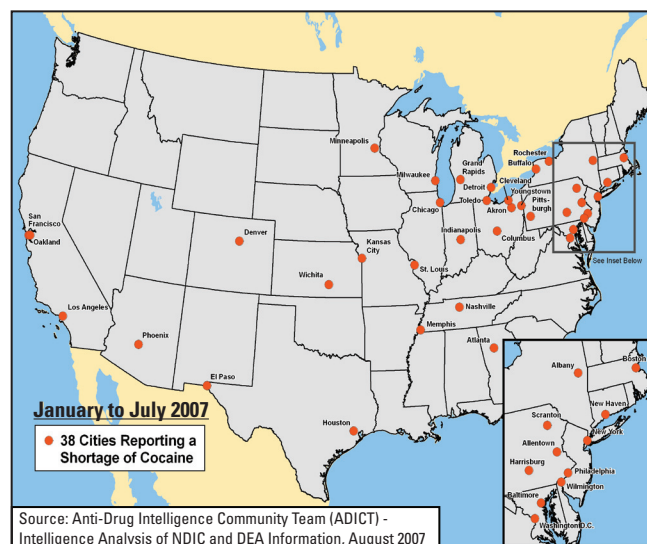 Minneapolis
Milwaukee
Grand
Rapids
Detroit
Chicago
Toledo
Rochester
Buffalo
Cleveland
Youngstown
Akron
Pitts-
burgh
Columbus
Indianapolis
San
Francisco
Oakland
Denver
Kansas
City
Wichita
St. Louis
See Inset Below
Los Angeles
Phoenix
El Paso
Nashville
Memphis
Atlanta
Houston
Albany
Boston
New Haven
Scranton
New York
Allentown
Harrisburg
Philadelphia
Wilmington
Baltimore
Washington D.C.
January to July 2007
38 Cities Reporting a
Shortage of Cocaine
Source: Anti-Drug Intelligence Community Team (ADICT) -
Intelligence Analysis of NDIC and DEA Information, August 2007